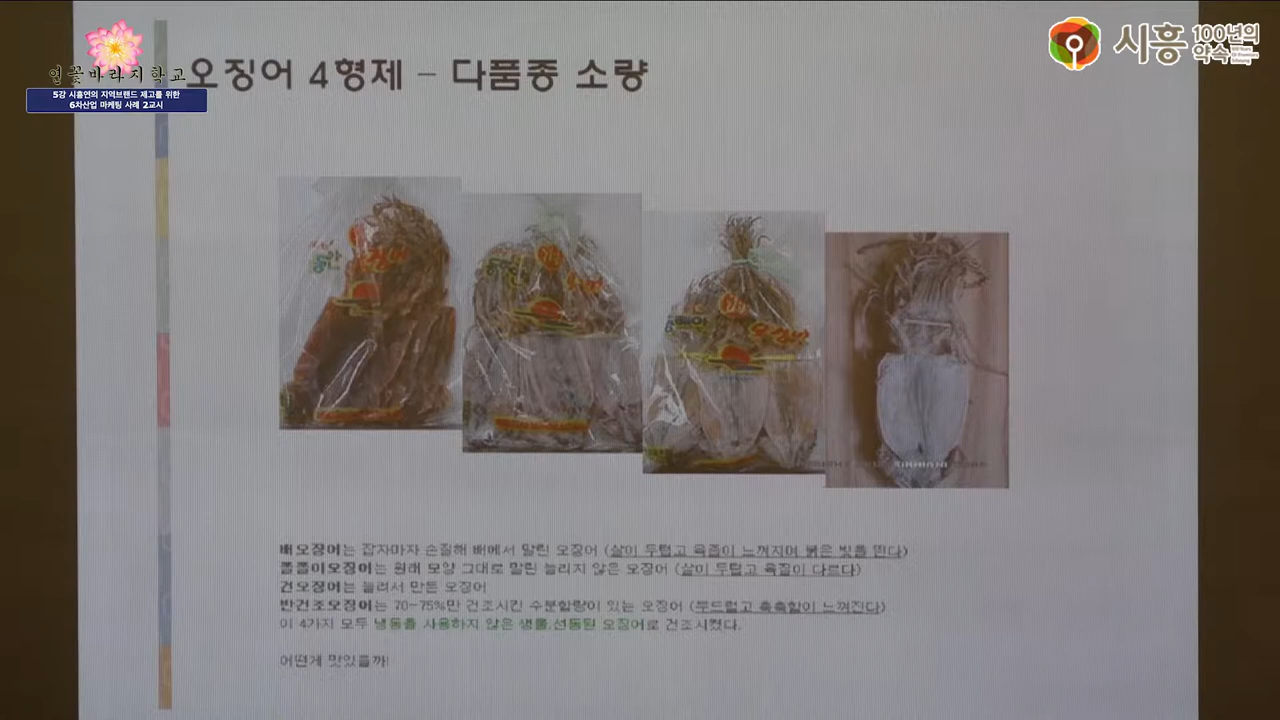 연꽃바라지학교
5강 시흥연의 지역브랜드 제고를 위한
6차산업 마케팅 사례 2교시
시흥 100년의 약속
오징어 4형제 – 다품종 소량
배오징어는 잡자마자 손질해 배에서 말린 오징어 (살이 두텁고 육즙이 느껴지며 붉은 빛을 띈다)
쫄쫄이오징어는 원래 모양 그대로 말린 늘리지 않은 오징어 (살이 두텁고 육질이 다르다)
건오징어는 늘려서 만든 오징어
반건조오징어는 70~75%만 건조시킨 수분함량이 있는 오징어 (부드럽고 촉촉함이 느껴진다)
이 4가지 모두 냉동을 사용하지 않은 생물,선동된 오징어로 건조시켰다.
어떤게 맛있을까!